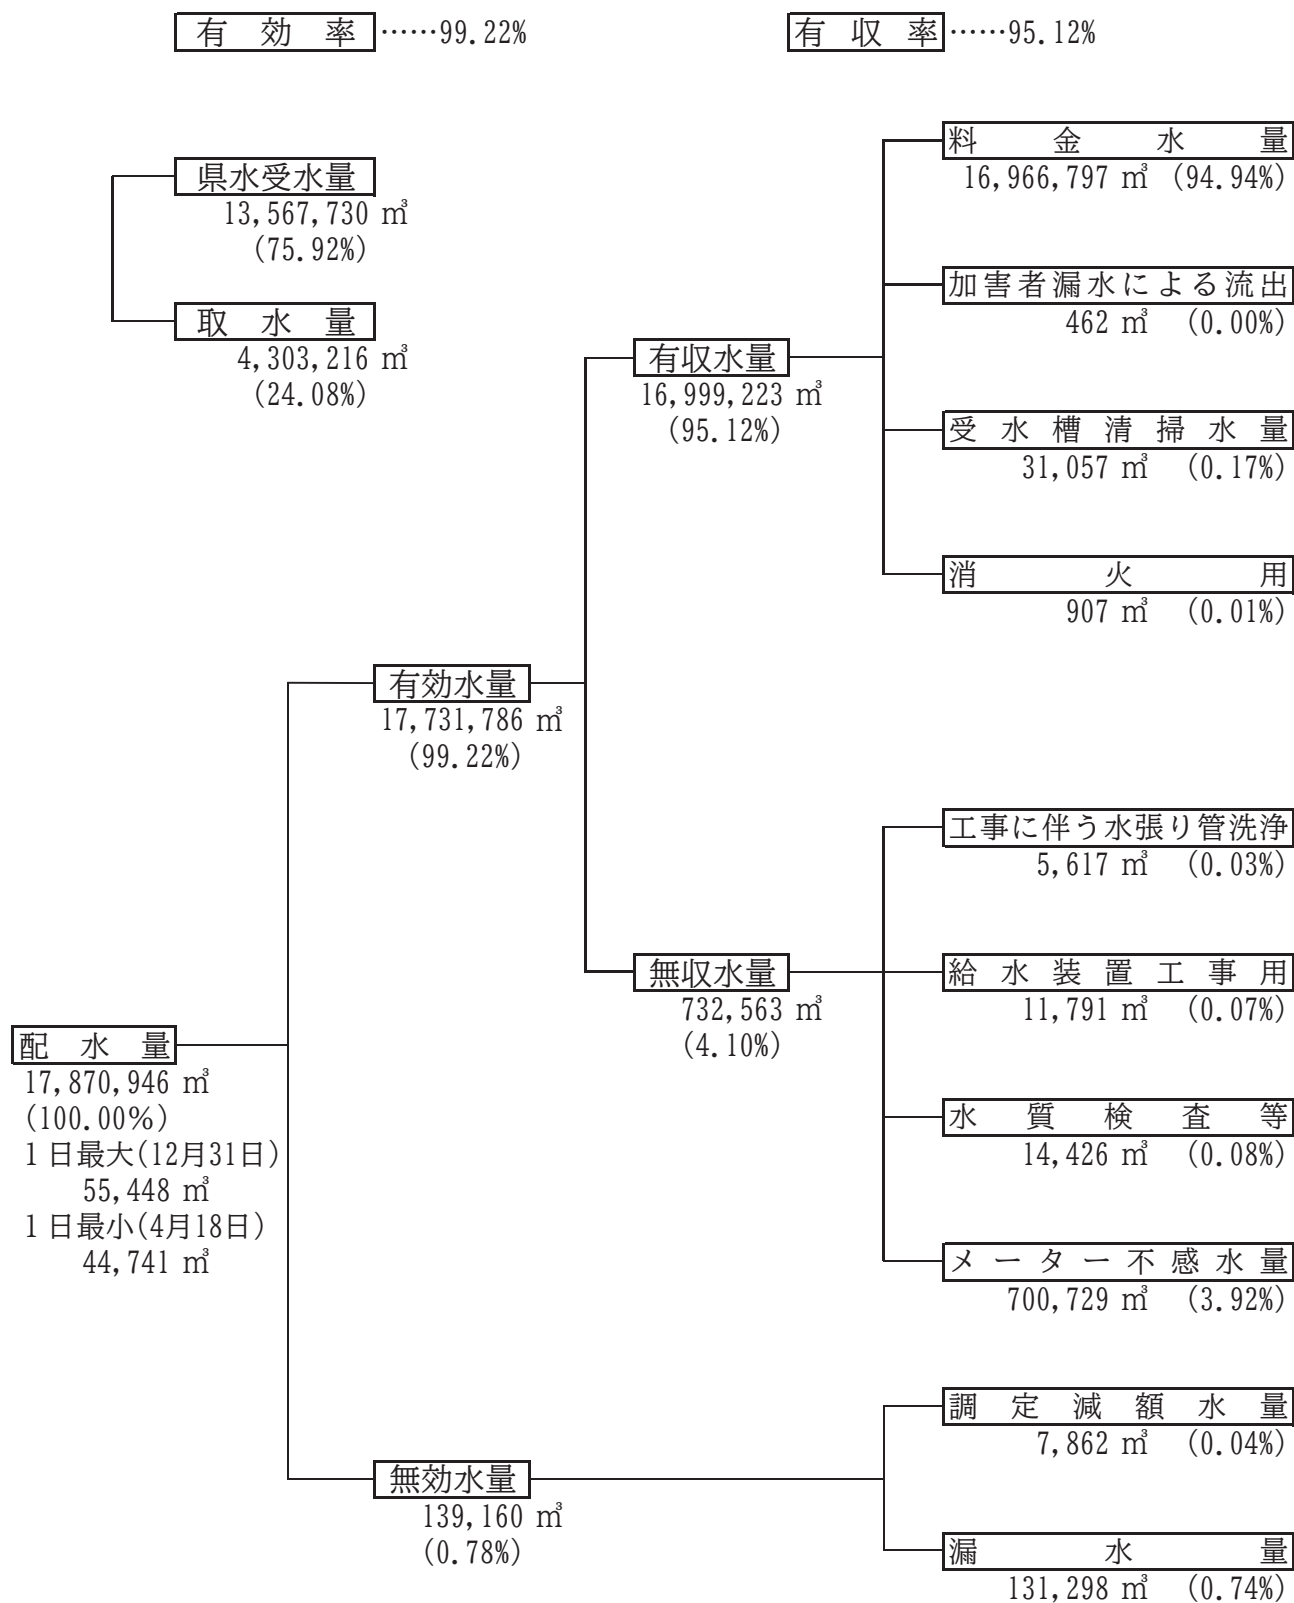 有効率……99.22%
有収率……95.12%
県水受水量
13,567,730 ㎥
(75.92%)
取水量
4,303,216 ㎥
(24.08%)
料金水量
16,966,797 ㎥ (94.94%)
加害者漏水による流出
462 ㎥ (0.00%)
有収水量
16,999,223 ㎥
(95.12%)
受水槽清掃水量
31,057 ㎥ (0.17%)
消火用
907 ㎥ (0.01%)
有効水量
17,731,786 ㎥
(99.22%)
工事に伴う水張り管洗浄
5,617 ㎥ (0.03%)
無収水量
732,563 ㎥
(4.10%)
給水装置工事用
11,791 ㎥ (0.07%)
配水量
17,870,946 ㎥
(100.00%)
1日最大(12月31日)
55,448 ㎥
1日最小(4月18日)
44,741 ㎥
水質検査等
14,426 ㎥ (0.08%)
メーター不感水量
700,729 ㎥ (3.92%)
調定減額水量
7,862 ㎥ (0.04%)
無効水量
139,160 ㎥
(0.78%)
漏水量
131,298 ㎥ (0.74%)